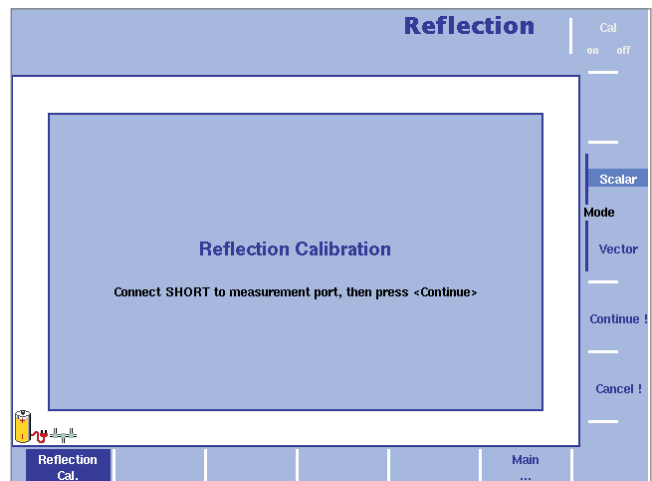 Reflection
Cal
on off
Scalar
Mode
Vector
Reflection Calibration
Connect SHORT to measurement port, then press <Continue>
Continue !
Cancel !
Reflection
Cal.
Main
...